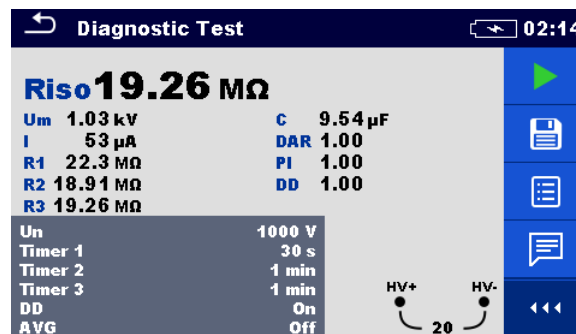 Diagnostic Test 02:14
Riso 19.26 MΩ
Um 1.03 kV C 9.54 µF
I 53 µA DAR 1.00
R1 22.3 MΩ PI 1.00
R2 18.91 MΩ DD 1.00
R3 19.26 MΩ
Un 1000 V
Timer 1 30 s
Timer 2 1 min
Timer 3 1 min
DD On
AVG Off
HV+ HV-
20